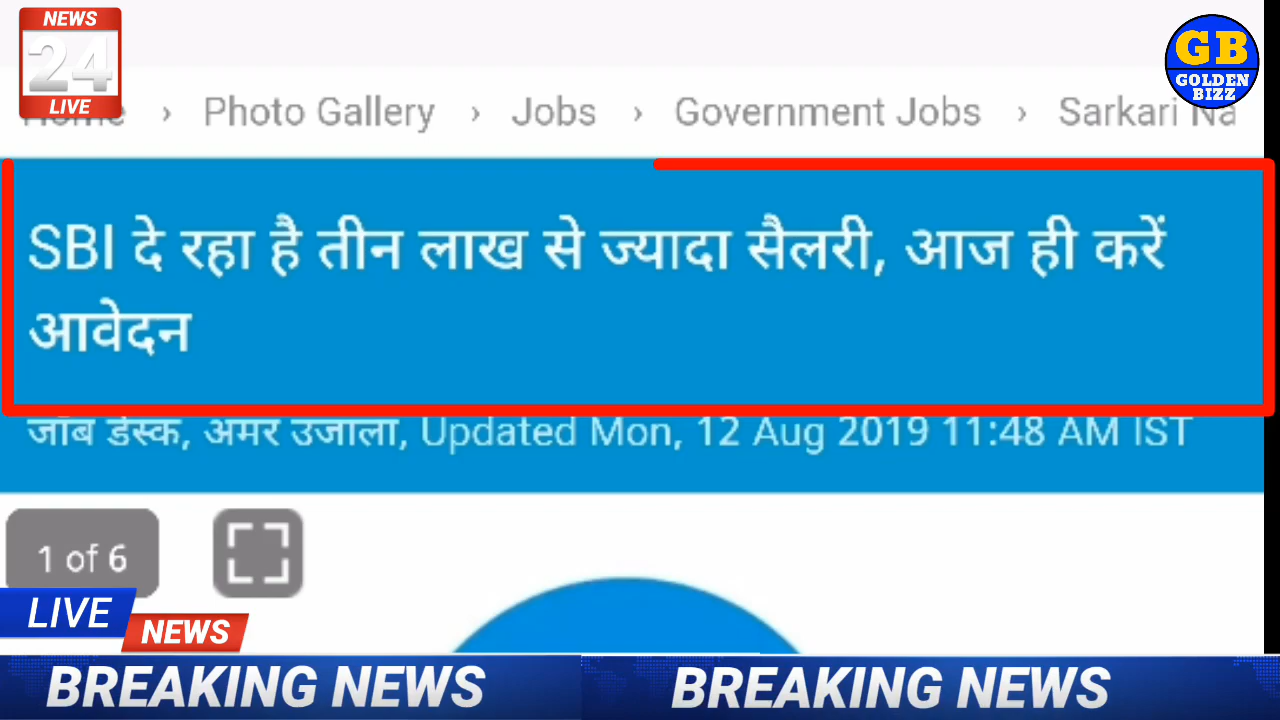 NEWS
24
LIVE
GB
GOLDEN
BIZZ
Home › Photo Gallery › Jobs › Government Jobs › Sarkari Na
SBI दे रहा है तीन लाख से ज्यादा सैलरी, आज ही करें
आवेदन
जॉब डेस्क, अमर उजाला, Updated Mon, 12 Aug 2019 11:48 AM IST
1 of 6
LIVE
NEWS
BREAKING NEWS BREAKING NEWS